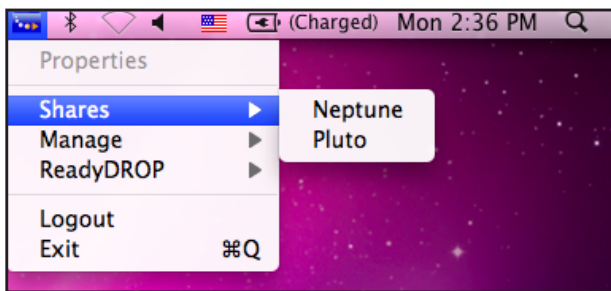 (Charged) Mon 2:36 PM
Properties
Shares
Neptune
Manage
Pluto
ReadyDROP
Logout
Exit ⌘Q